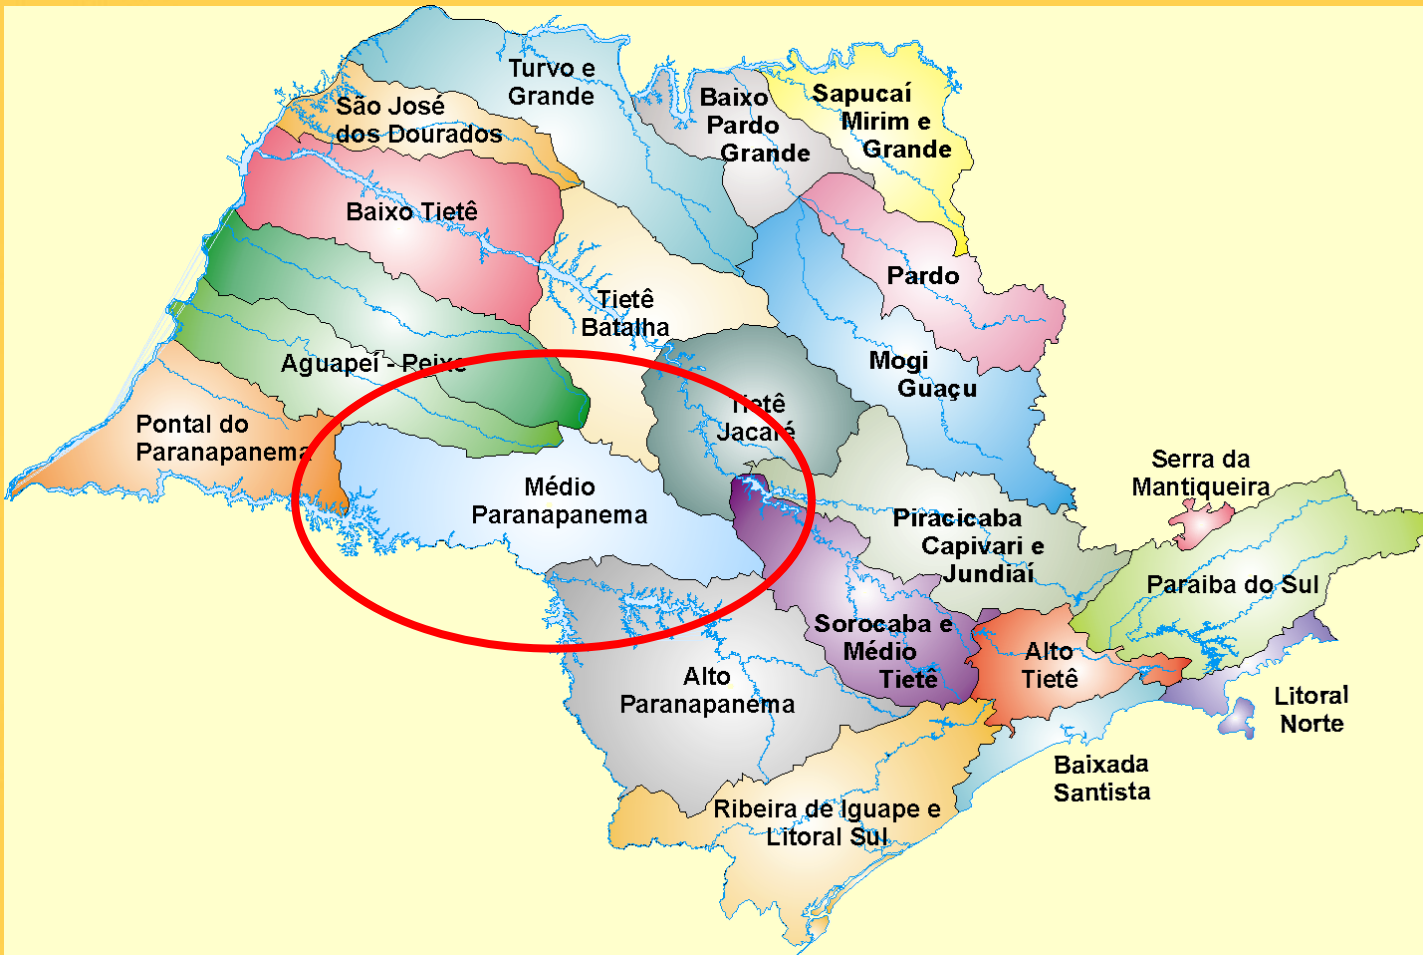 Turvo e
Grande
São José
dos Dourados
Baixo
Pardo
Grande
Sapucaí
Mirim e
Grande
Baixo Tietê
Pardo
Tietê
Batalha
Aguapeí - Peixe
Mogi
Guaçu
Tietê
Jacaré
Pontal do
Paranapanema
Médio
Paranapanema
Serra da
Mantiqueira
Piracicaba
Capivari e
Jundiaí
Paraiba do Sul
Sorocaba e
Médio
Tietê
Alto
Tietê
Alto
Paranapanema
Litoral
Norte
Baixada
Santista
Ribeira de Iguape e
Litoral Sul